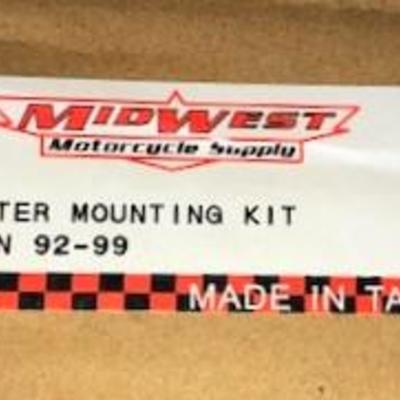 MIDWEST
Motorcycle Supply
TER MOUNTING KIT
N 92-99
MADE IN TA